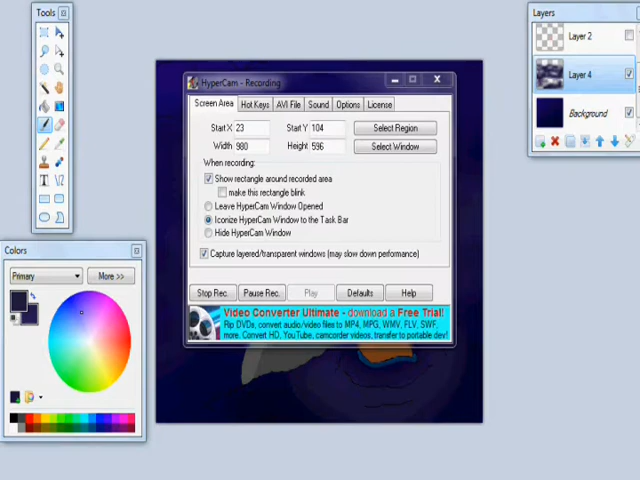 Tools
Layers
Layer 2
Layer 4
Background
HyperCam - Recording
Screen Area Hot Keys AVI File Sound Options License
Start X 23 Start Y 104 Select Region
Width 980 Height 596 Select Window
When recording:
Show rectangle around recorded area
make this rectangle blink
Leave HyperCam Window Opened
Iconize HyperCam Window to the Task Bar
Hide HyperCam Window
Capture layered/transparent windows (may slow down performance)
Stop Rec. Pause Rec. Play Defaults Help
Video Converter Ultimate - download a Free Trial!
Rip DVDs, convert audio/video files to MP4, MPG, WMV, FLV, SWF,
more. Convert HD, YouTube, camcorder videos, transfer to portable dev!
Colors
Primary More >>